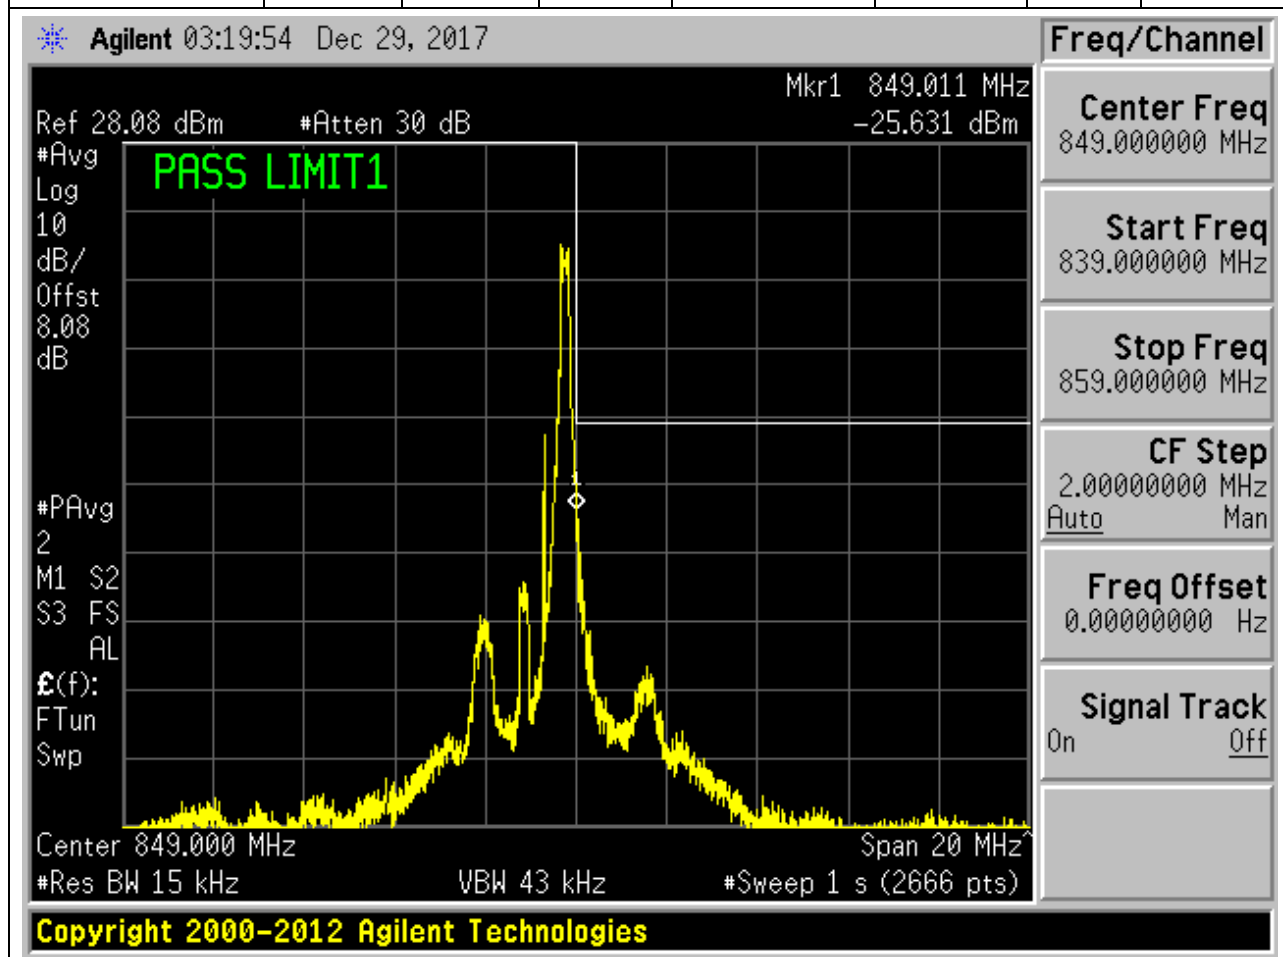 Agilent 03:19:54 Dec 29, 2017
Mkr1 849.011 MHz
Ref 28.08 dBm #Atten 30 dB -25.631 dBm
#Avg
Log
10
dB/
Offst
8.08
dB
PASS LIMIT1
1
#PAvg
2
M1 S2
S3 FS
AL
£(f):
FTun
Swp
Center 849.000 MHz Span 20 MHz^
#Res BW 15 kHz VBW 43 kHz #Sweep 1 s (2666 pts)
Copyright 2000-2012 Agilent Technologies
Freq/Channel
Center Freq
849.000000 MHz
Start Freq
839.000000 MHz
Stop Freq
859.000000 MHz
CF Step
2.00000000 MHz
Auto Man
Freq Offset
0.00000000 Hz
Signal Track
On Off